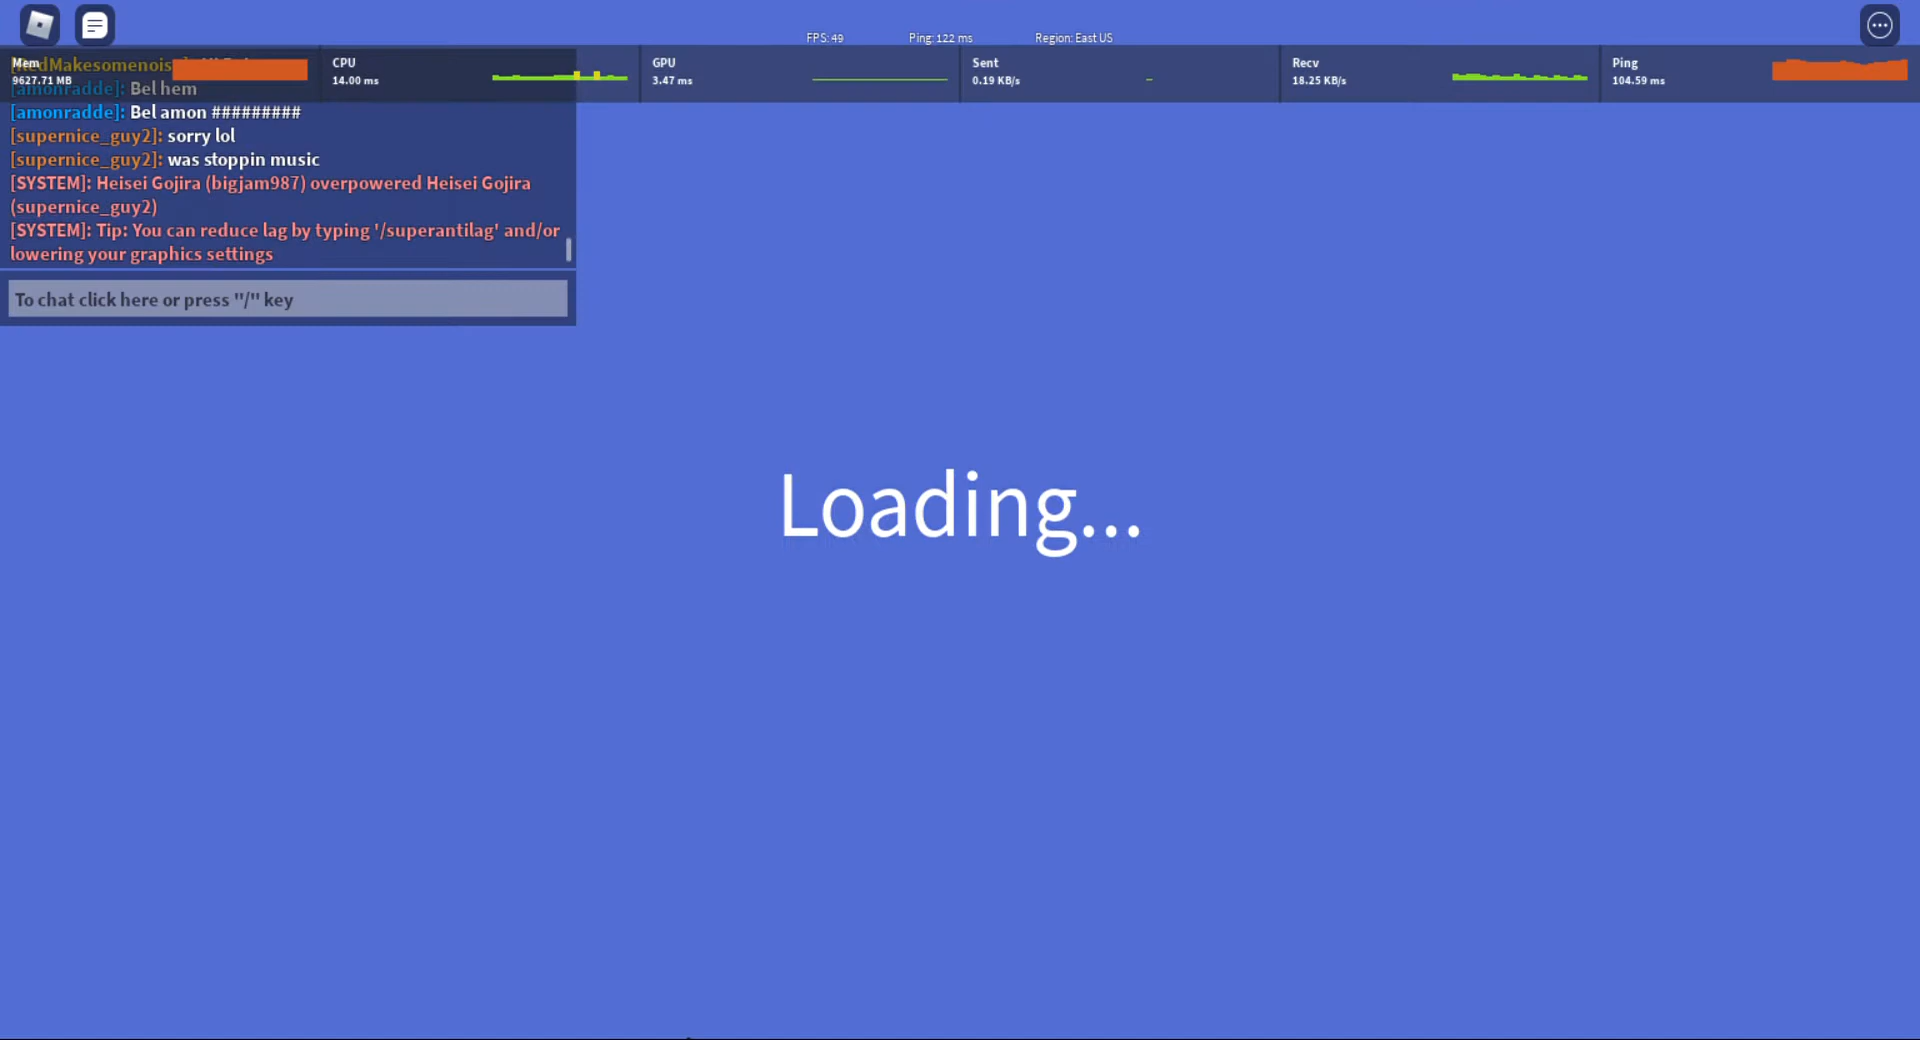 FPS: 49 Ping: 122 ms Region: East US
Mem CPU GPU Sent Recv Ping
9627.71 MB 14.00 ms 3.47 ms 0.19 KB/s 18.25 KB/s 104.59 ms
[amonradde]: Bel hem
[amonradde]: Bel amon #########
[supernice_guy2]: sorry lol
[supernice_guy2]: was stoppin music
[SYSTEM]: Heisei Gojira (bigjam987) overpowered Heisei Gojira
(supernice_guy2)
[SYSTEM]: Tip: You can reduce lag by typing '/superantilag' and/or
lowering your graphics settings
To chat click here or press "/" key
Loading...